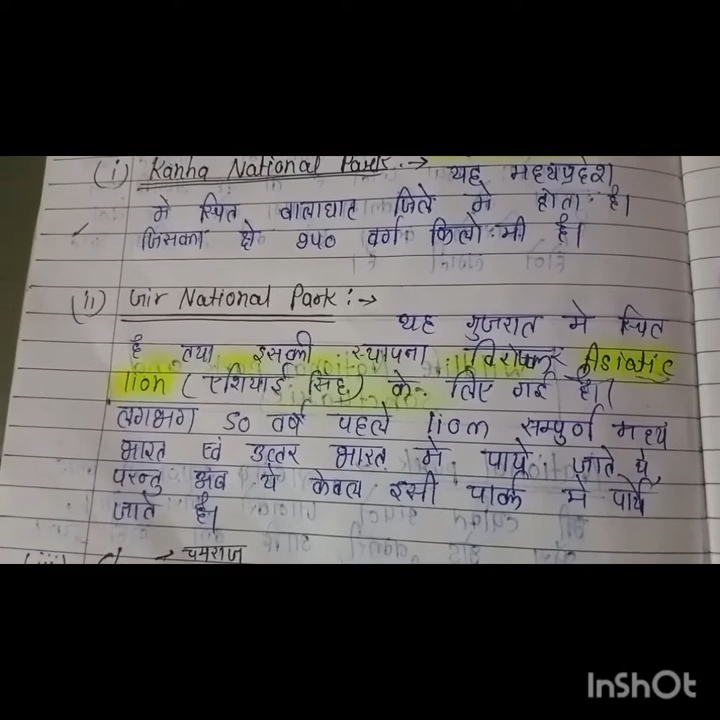 (i) Kanha National Park :→ यह मध्यप्रदेश
मे स्थित बालाघाट जिले मे होता है।
जिसका क्षे० 940 वर्ग किलो॰मी है।
(ii) Gir National Park :→
यह गुजरात मे स्थित
है तथा इसकी स्थापना विशेषकर Asiatic
lion (एशियाई सिंह) के लिए गई है।
लगभग 50 वर्ष पहले lion सम्पुर्ण मध्य
भारत एवं उत्तर भारत मे पाये जाते थे,
परन्तु अब ये केवल इसी पार्क मे पाये
जाते है।
चमराज
InShOt